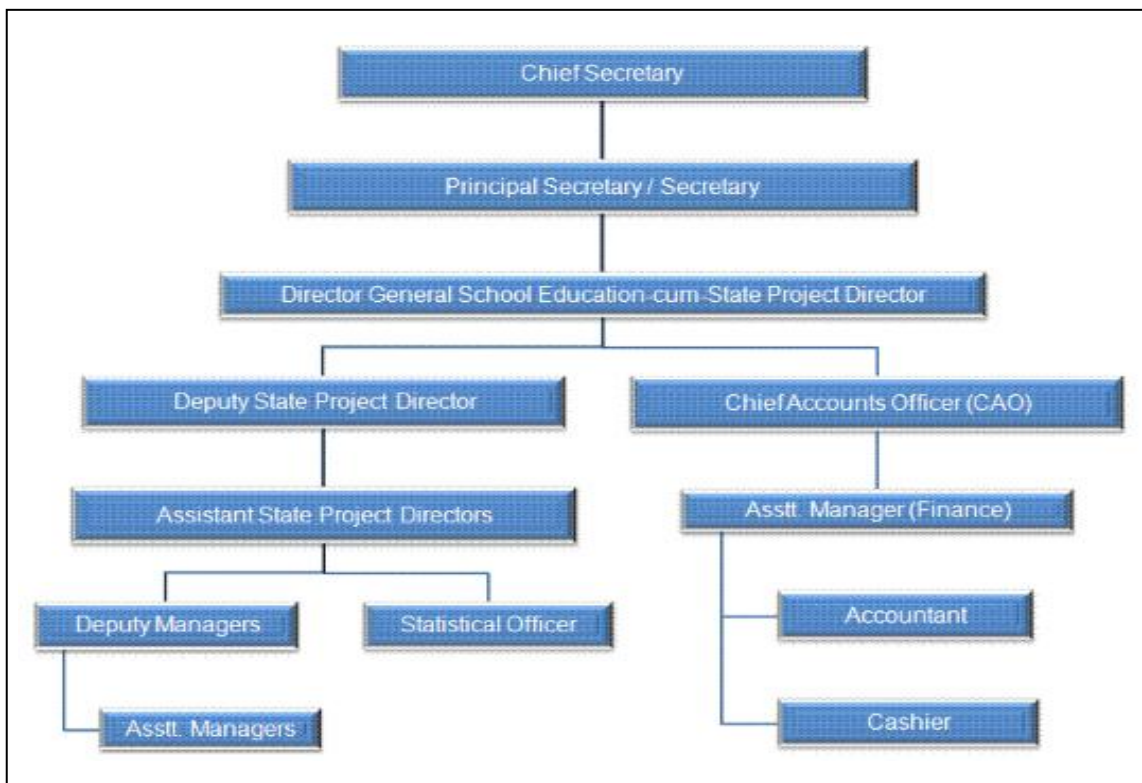 Chief Secretary
Principal Secretary / Secretary
Director General School Education-cum-State Project Director
Deputy State Project Director
Chief Accounts Officer (CAO)
Assistant State Project Directors
Asstt. Manager (Finance)
Deputy Managers
Statistical Officer
Accountant
Asstt. Managers
Cashier